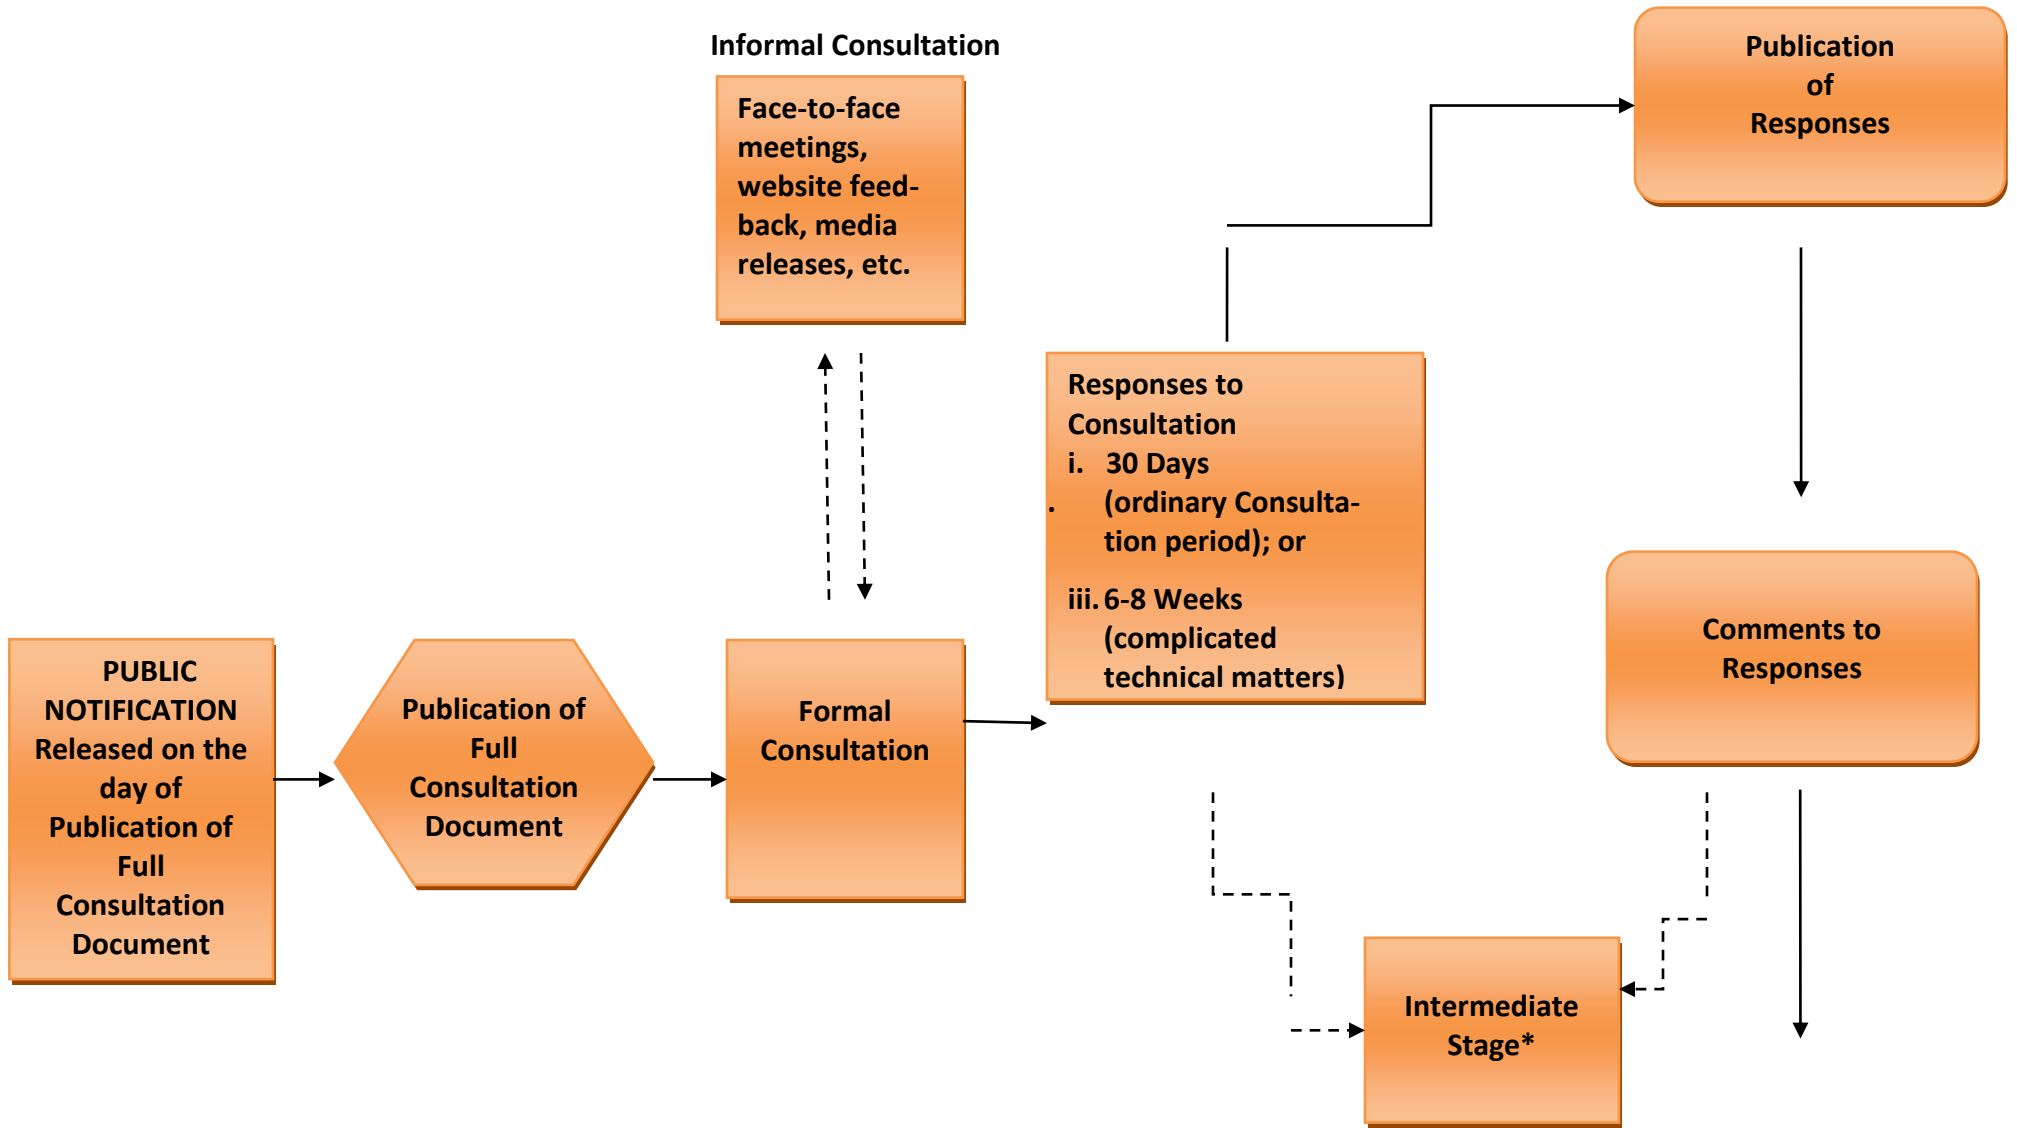 Informal Consultation
Face-to-face
meetings,
website feed-
back, media
releases, etc.
Publication
of
Responses
Responses to
Consultation
i. 30 Days
. (ordinary Consulta-
tion period); or
iii. 6-8 Weeks
(complicated
technical matters)
Comments to
Responses
PUBLIC
NOTIFICATION
Released on the
day of
Publication of
Full
Consultation
Document
Publication of
Full
Consultation
Document
Formal
Consultation
Intermediate
Stage*